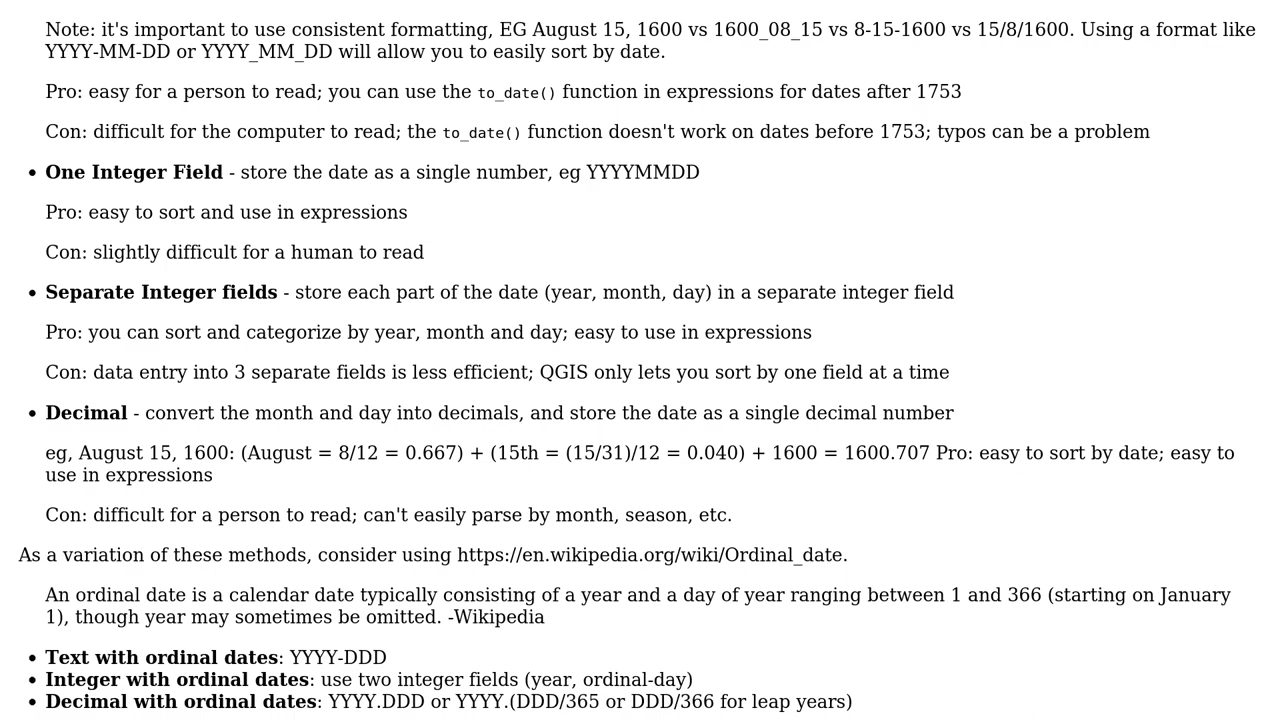 Note: it's important to use consistent formatting, EG August 15, 1600 vs 1600_08_15 vs 8-15-1600 vs 15/8/1600. Using a format like
YYYY-MM-DD or YYYY_MM_DD will allow you to easily sort by date.
Pro: easy for a person to read; you can use the to_date() function in expressions for dates after 1753
Con: difficult for the computer to read; the to_date() function doesn't work on dates before 1753; typos can be a problem
• One Integer Field - store the date as a single number, eg YYYYMMDD
Pro: easy to sort and use in expressions
Con: slightly difficult for a human to read
• Separate Integer fields - store each part of the date (year, month, day) in a separate integer field
Pro: you can sort and categorize by year, month and day; easy to use in expressions
Con: data entry into 3 separate fields is less efficient; QGIS only lets you sort by one field at a time
• Decimal - convert the month and day into decimals, and store the date as a single decimal number
eg, August 15, 1600: (August = 8/12 = 0.667) + (15th = (15/31)/12 = 0.040) + 1600 = 1600.707 Pro: easy to sort by date; easy to
use in expressions
Con: difficult for a person to read; can't easily parse by month, season, etc.
As a variation of these methods, consider using https://en.wikipedia.org/wiki/Ordinal_date.
An ordinal date is a calendar date typically consisting of a year and a day of year ranging between 1 and 366 (starting on January
1), though year may sometimes be omitted. -Wikipedia
• Text with ordinal dates: YYYY-DDD
• Integer with ordinal dates: use two integer fields (year, ordinal-day)
• Decimal with ordinal dates: YYYY.DDD or YYYY.(DDD/365 or DDD/366 for leap years)